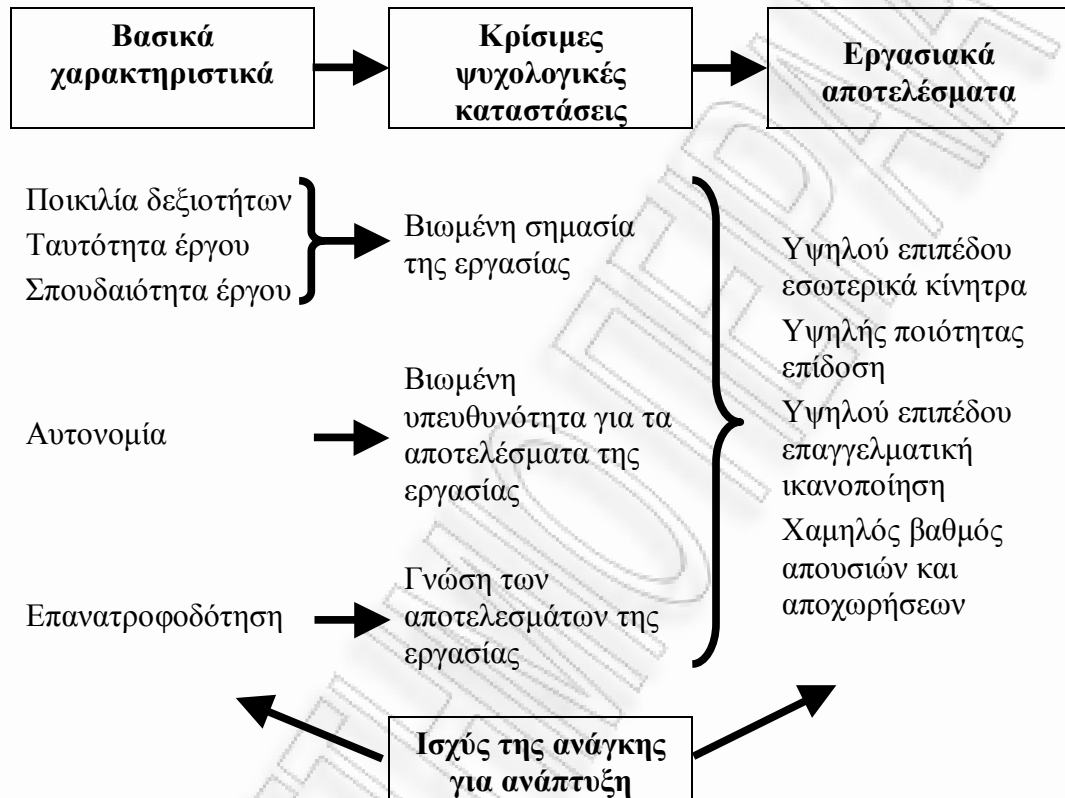 Βασικά
χαρακτηριστικά
Κρίσιμες
ψυχολογικές
καταστάσεις
Εργασιακά
αποτελέσματα
Ποικιλία δεξιοτήτων
Ταυτότητα έργου
Σπουδαιότητα έργου
Βιωμένη σημασία
της εργασίας
Αυτονομία
Βιωμένη
υπευθυνότητα για τα
αποτελέσματα της
εργασίας
Επανατροφοδότηση
Γνώση των
αποτελεσμάτων της
εργασίας
Υψηλού επιπέδου
εσωτερικά κίνητρα
Υψηλής ποιότητας
επίδοση
Υψηλού επιπέδου
επαγγελματική
ικανοποίηση
Χαμηλός βαθμός
απουσιών και
αποχωρήσεων
Ισχύς της ανάγκης
για ανάπτυξη